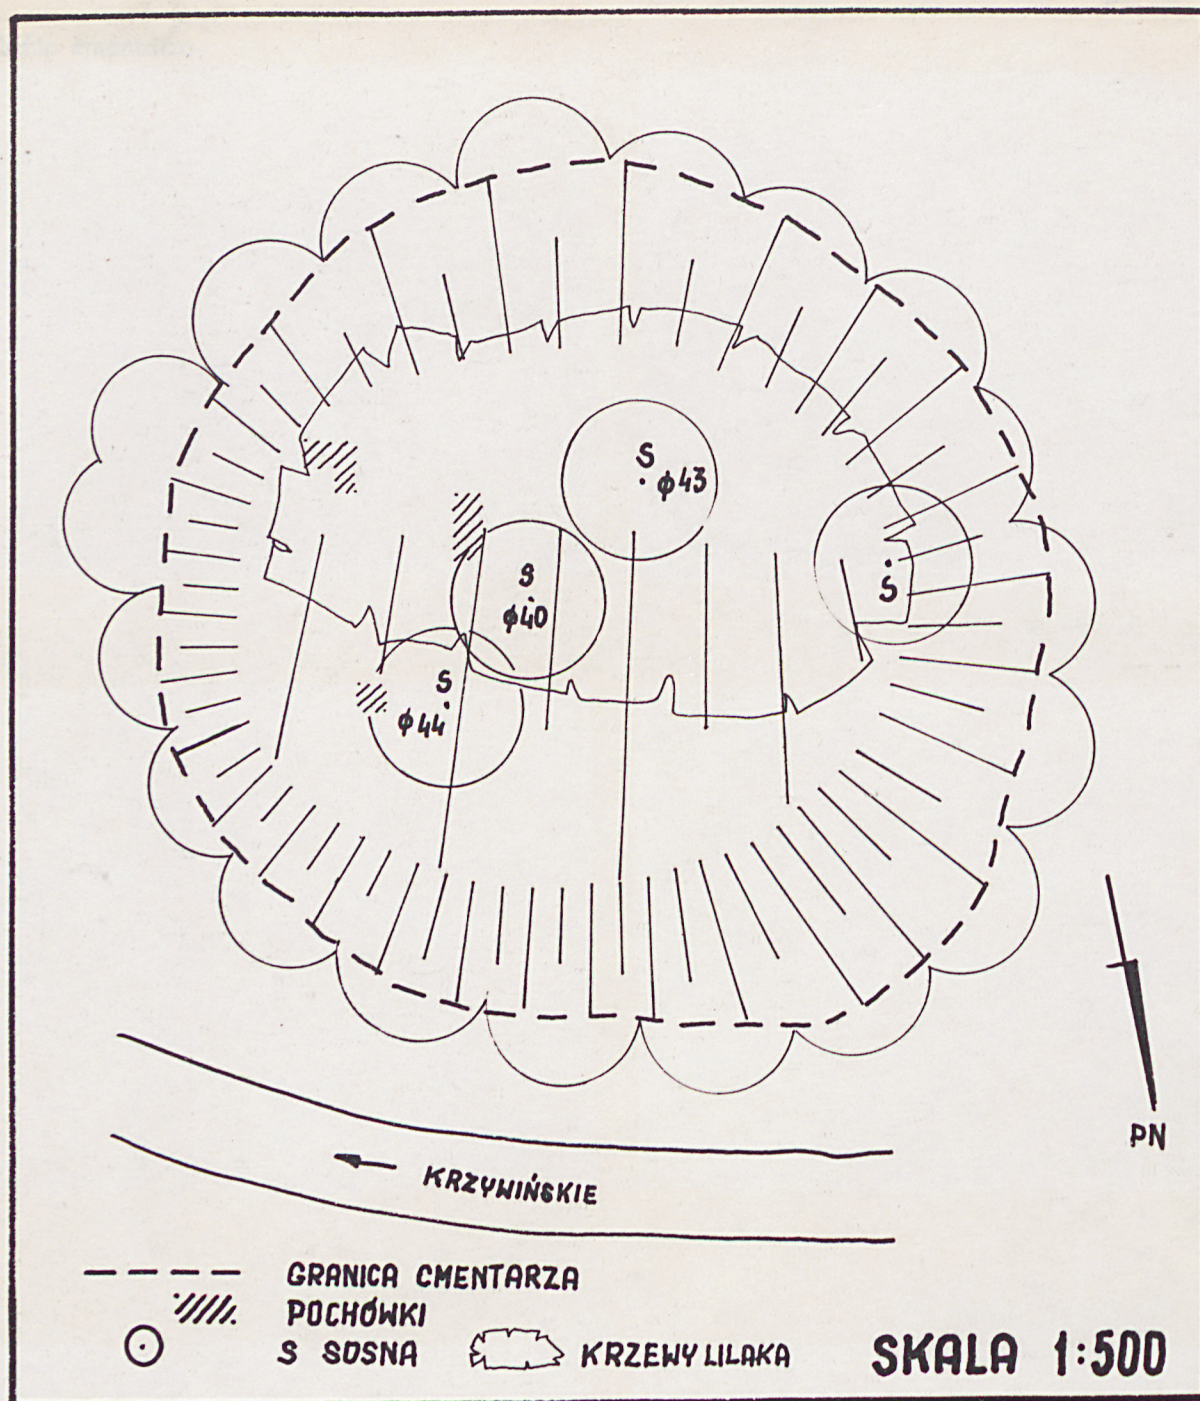 S
φ43
S
φ40
Ṡ
S
φ44
PN
KRZYWIŃSKIE
GRANICA CMENTARZA
POCHÓWKI
S SOSNA
KRZEWY LILAKA
SKALA 1:500